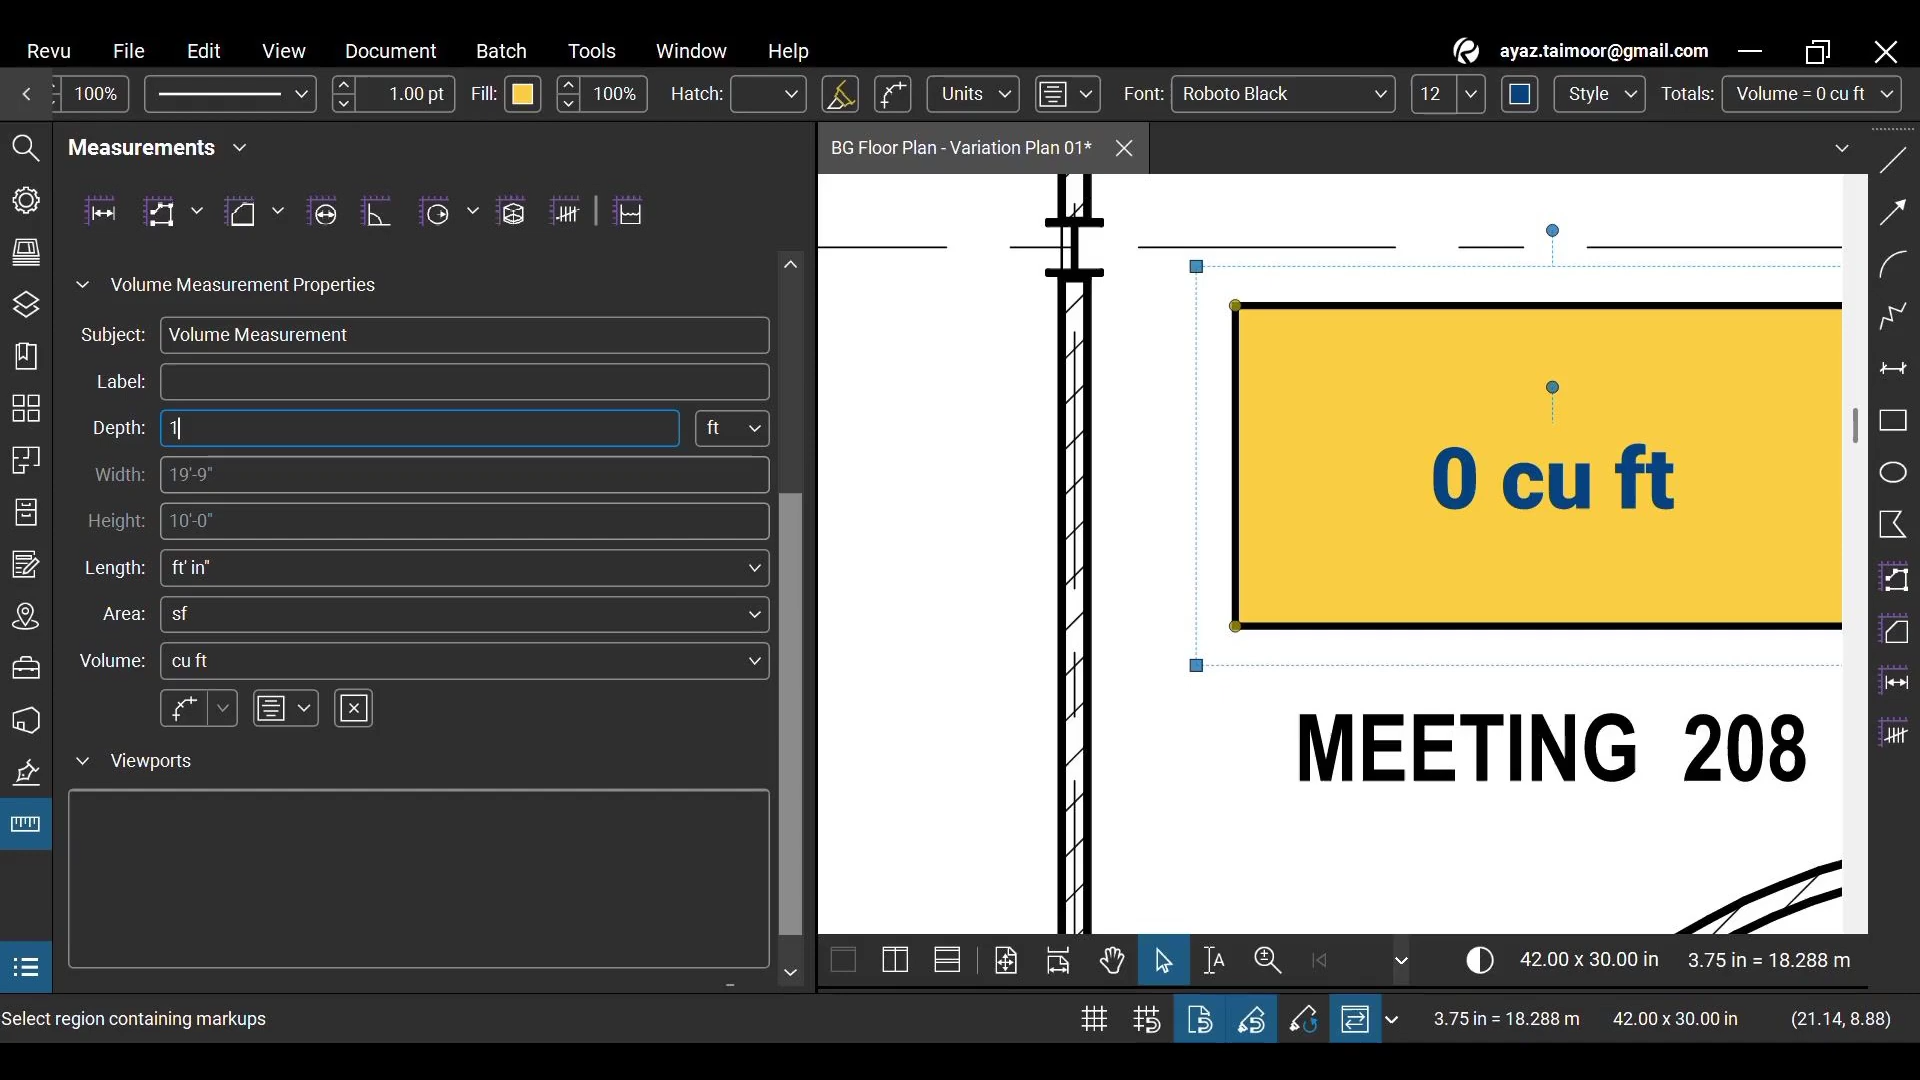 Revu File Edit View Document Batch Tools Window Help ayaz.taimoor@gmail.com
100% 1.00 pt Fill: 100% Hatch: Units Font: Roboto Black 12 Style Totals: Volume = 0 cu ft
Measurements
BG Floor Plan - Variation Plan 01*
Volume Measurement Properties
Subject: Volume Measurement
Label:
Depth: 1 ft
Width: 19'-9"
Height: 10'-0"
Length: ft' in"
Area: sf
Volume: cu ft
Viewports
0 cu ft
MEETING 208
42.00 x 30.00 in 3.75 in = 18.288 m
Select region containing markups
3.75 in = 18.288 m 42.00 x 30.00 in (21.14, 8.88)